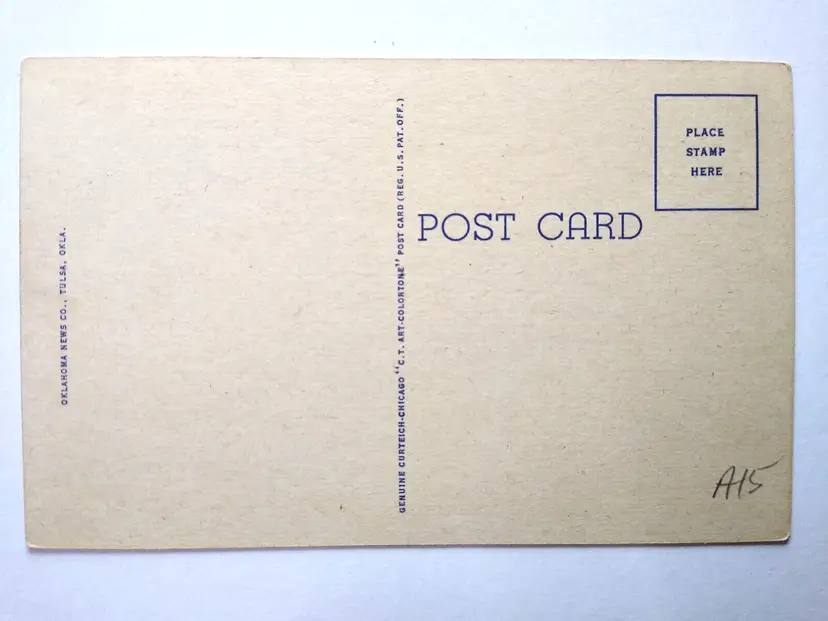 OKLAHOMA NEWS CO., TULSA, OKLA.
GENUINE CURTEICH-CHICAGO "C.T. ART-COLORTONE" POST CARD (REG. U.S. PAT. OFF.)
POST CARD
PLACE
STAMP
HERE
A15